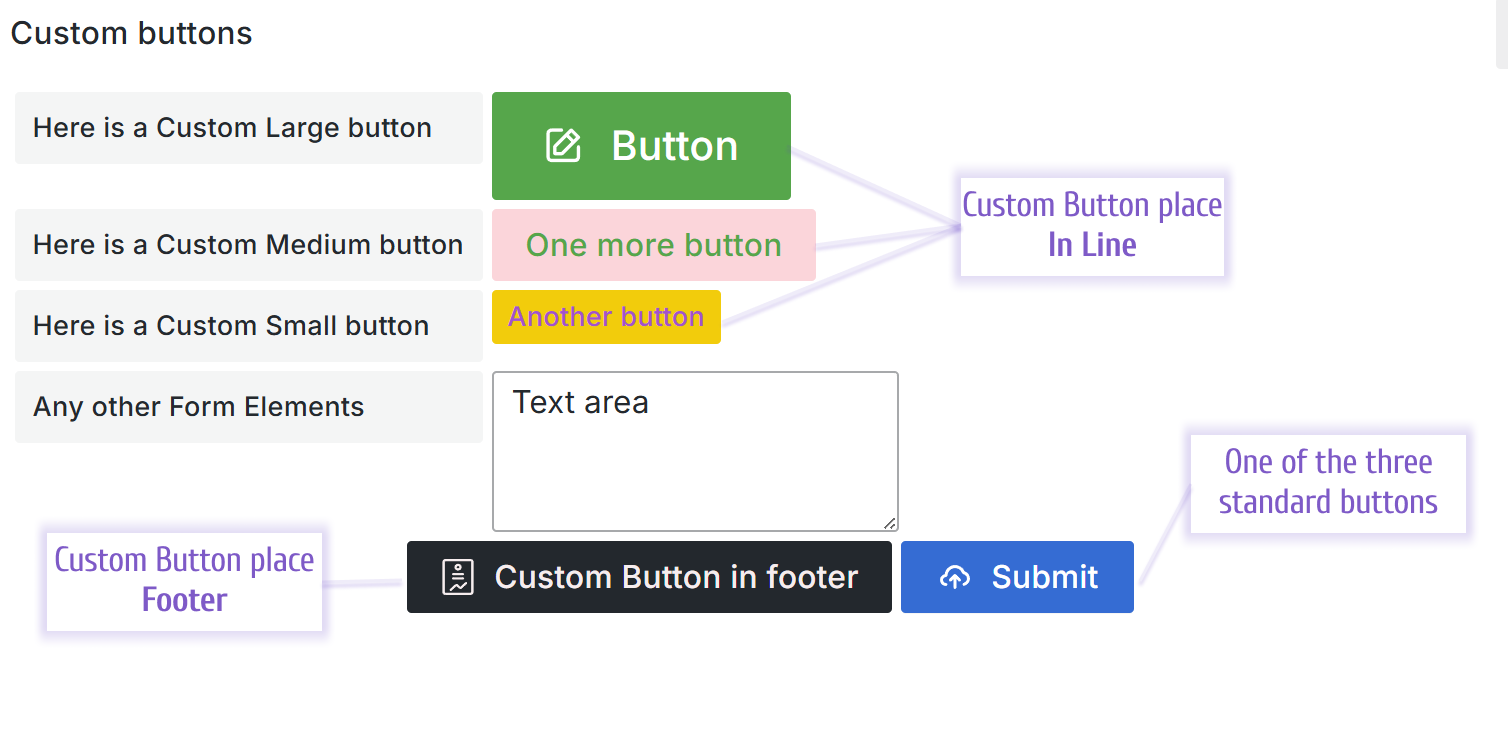 Custom buttons
Here is a Custom Large button
Button
Custom Button place
In Line
Here is a Custom Medium button
One more button
Here is a Custom Small button
Another button
Any other Form Elements
Text area
One of the three
standard buttons
Custom Button place
Footer
Custom Button in footer
Submit